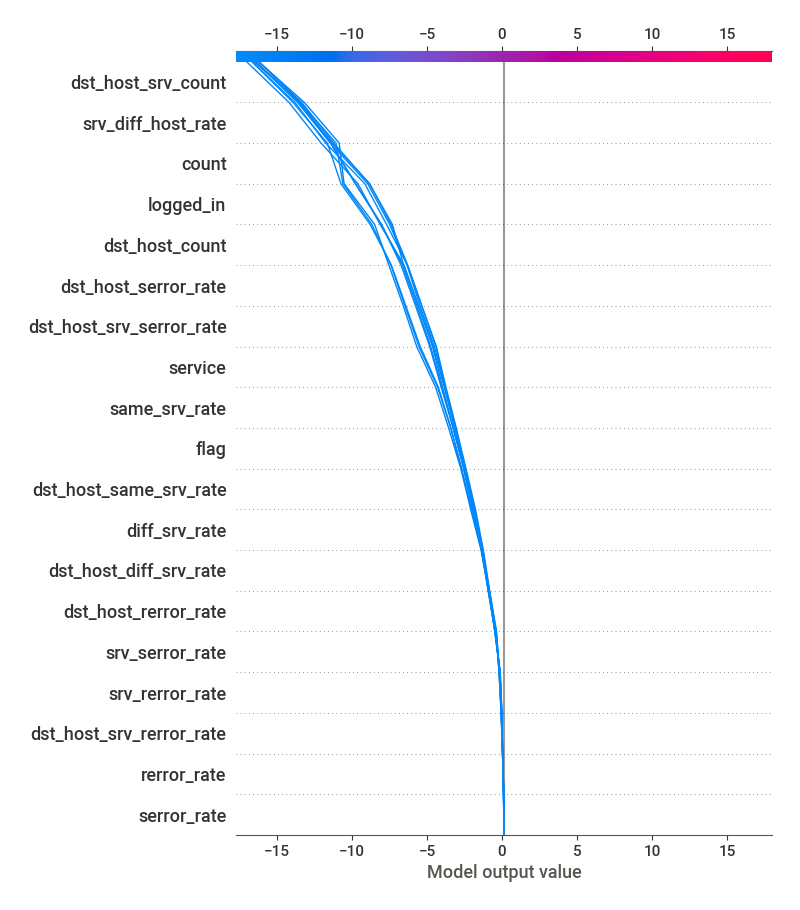 −15 −10 −5 0 5 10 15
dst_host_srv_count
srv_diff_host_rate
count
logged_in
dst_host_count
dst_host_serror_rate
dst_host_srv_serror_rate
service
same_srv_rate
flag
dst_host_same_srv_rate
diff_srv_rate
dst_host_diff_srv_rate
dst_host_rerror_rate
srv_serror_rate
srv_rerror_rate
dst_host_srv_rerror_rate
rerror_rate
serror_rate
−15 −10 −5 0 5 10 15
Model output value